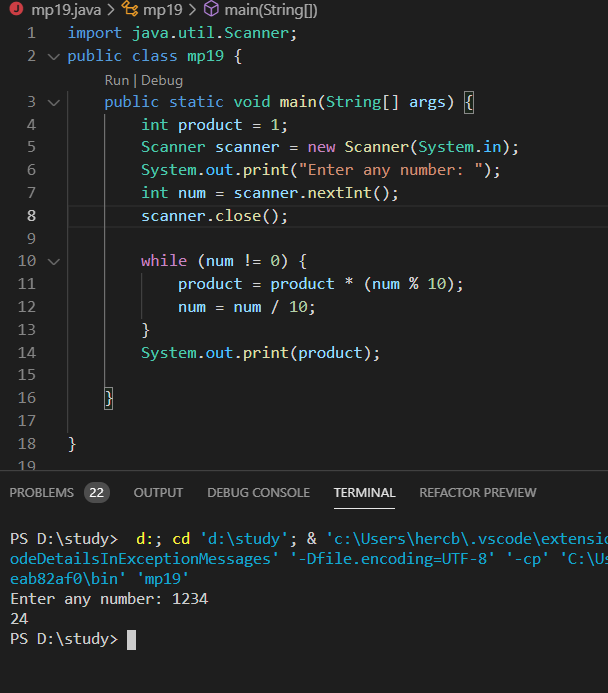 mp19.java > mp19 > main(String[])
1 import java.util.Scanner;
2 public class mp19 {
Run | Debug
3 public static void main(String[] args) {
4 int product = 1;
5 Scanner scanner = new Scanner(System.in);
6 System.out.print("Enter any number: ");
7 int num = scanner.nextInt();
8 scanner.close();
9
10 while (num != 0) {
11 product = product * (num % 10);
12 num = num / 10;
13 }
14 System.out.print(product);
15
16 }
17
18 }
19
PROBLEMS 22 OUTPUT DEBUG CONSOLE TERMINAL REFACTOR PREVIEW
PS D:\study> d:; cd 'd:\study'; & 'c:\Users\hercb\.vscode\extensio
odeDetailsInExceptionMessages' '-Dfile.encoding=UTF-8' '-cp' 'C:\Us
eab82af0\bin' 'mp19'
Enter any number: 1234
24
PS D:\study>